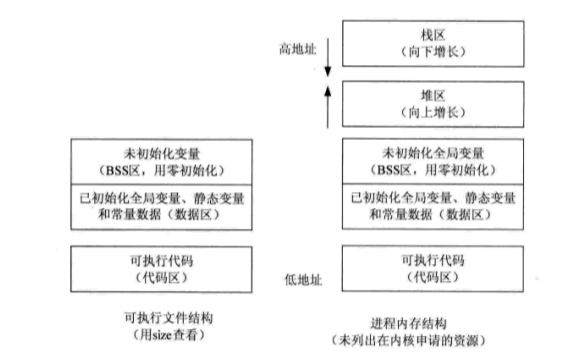 高地址
栈区
（向下增长）
堆区
（向上增长）
未初始化变量
（BSS区，用零初始化）
已初始化全局变量、静态变量
和常量数据（数据区）
可执行代码
（代码区）
可执行文件结构
（用size查看）
未初始化全局变量
（BSS区，用零初始化）
已初始化全局变量、静态变量
和常量数据（数据区）
低地址
可执行代码
（代码区）
进程内存结构
（未列出在内核申请的资源）